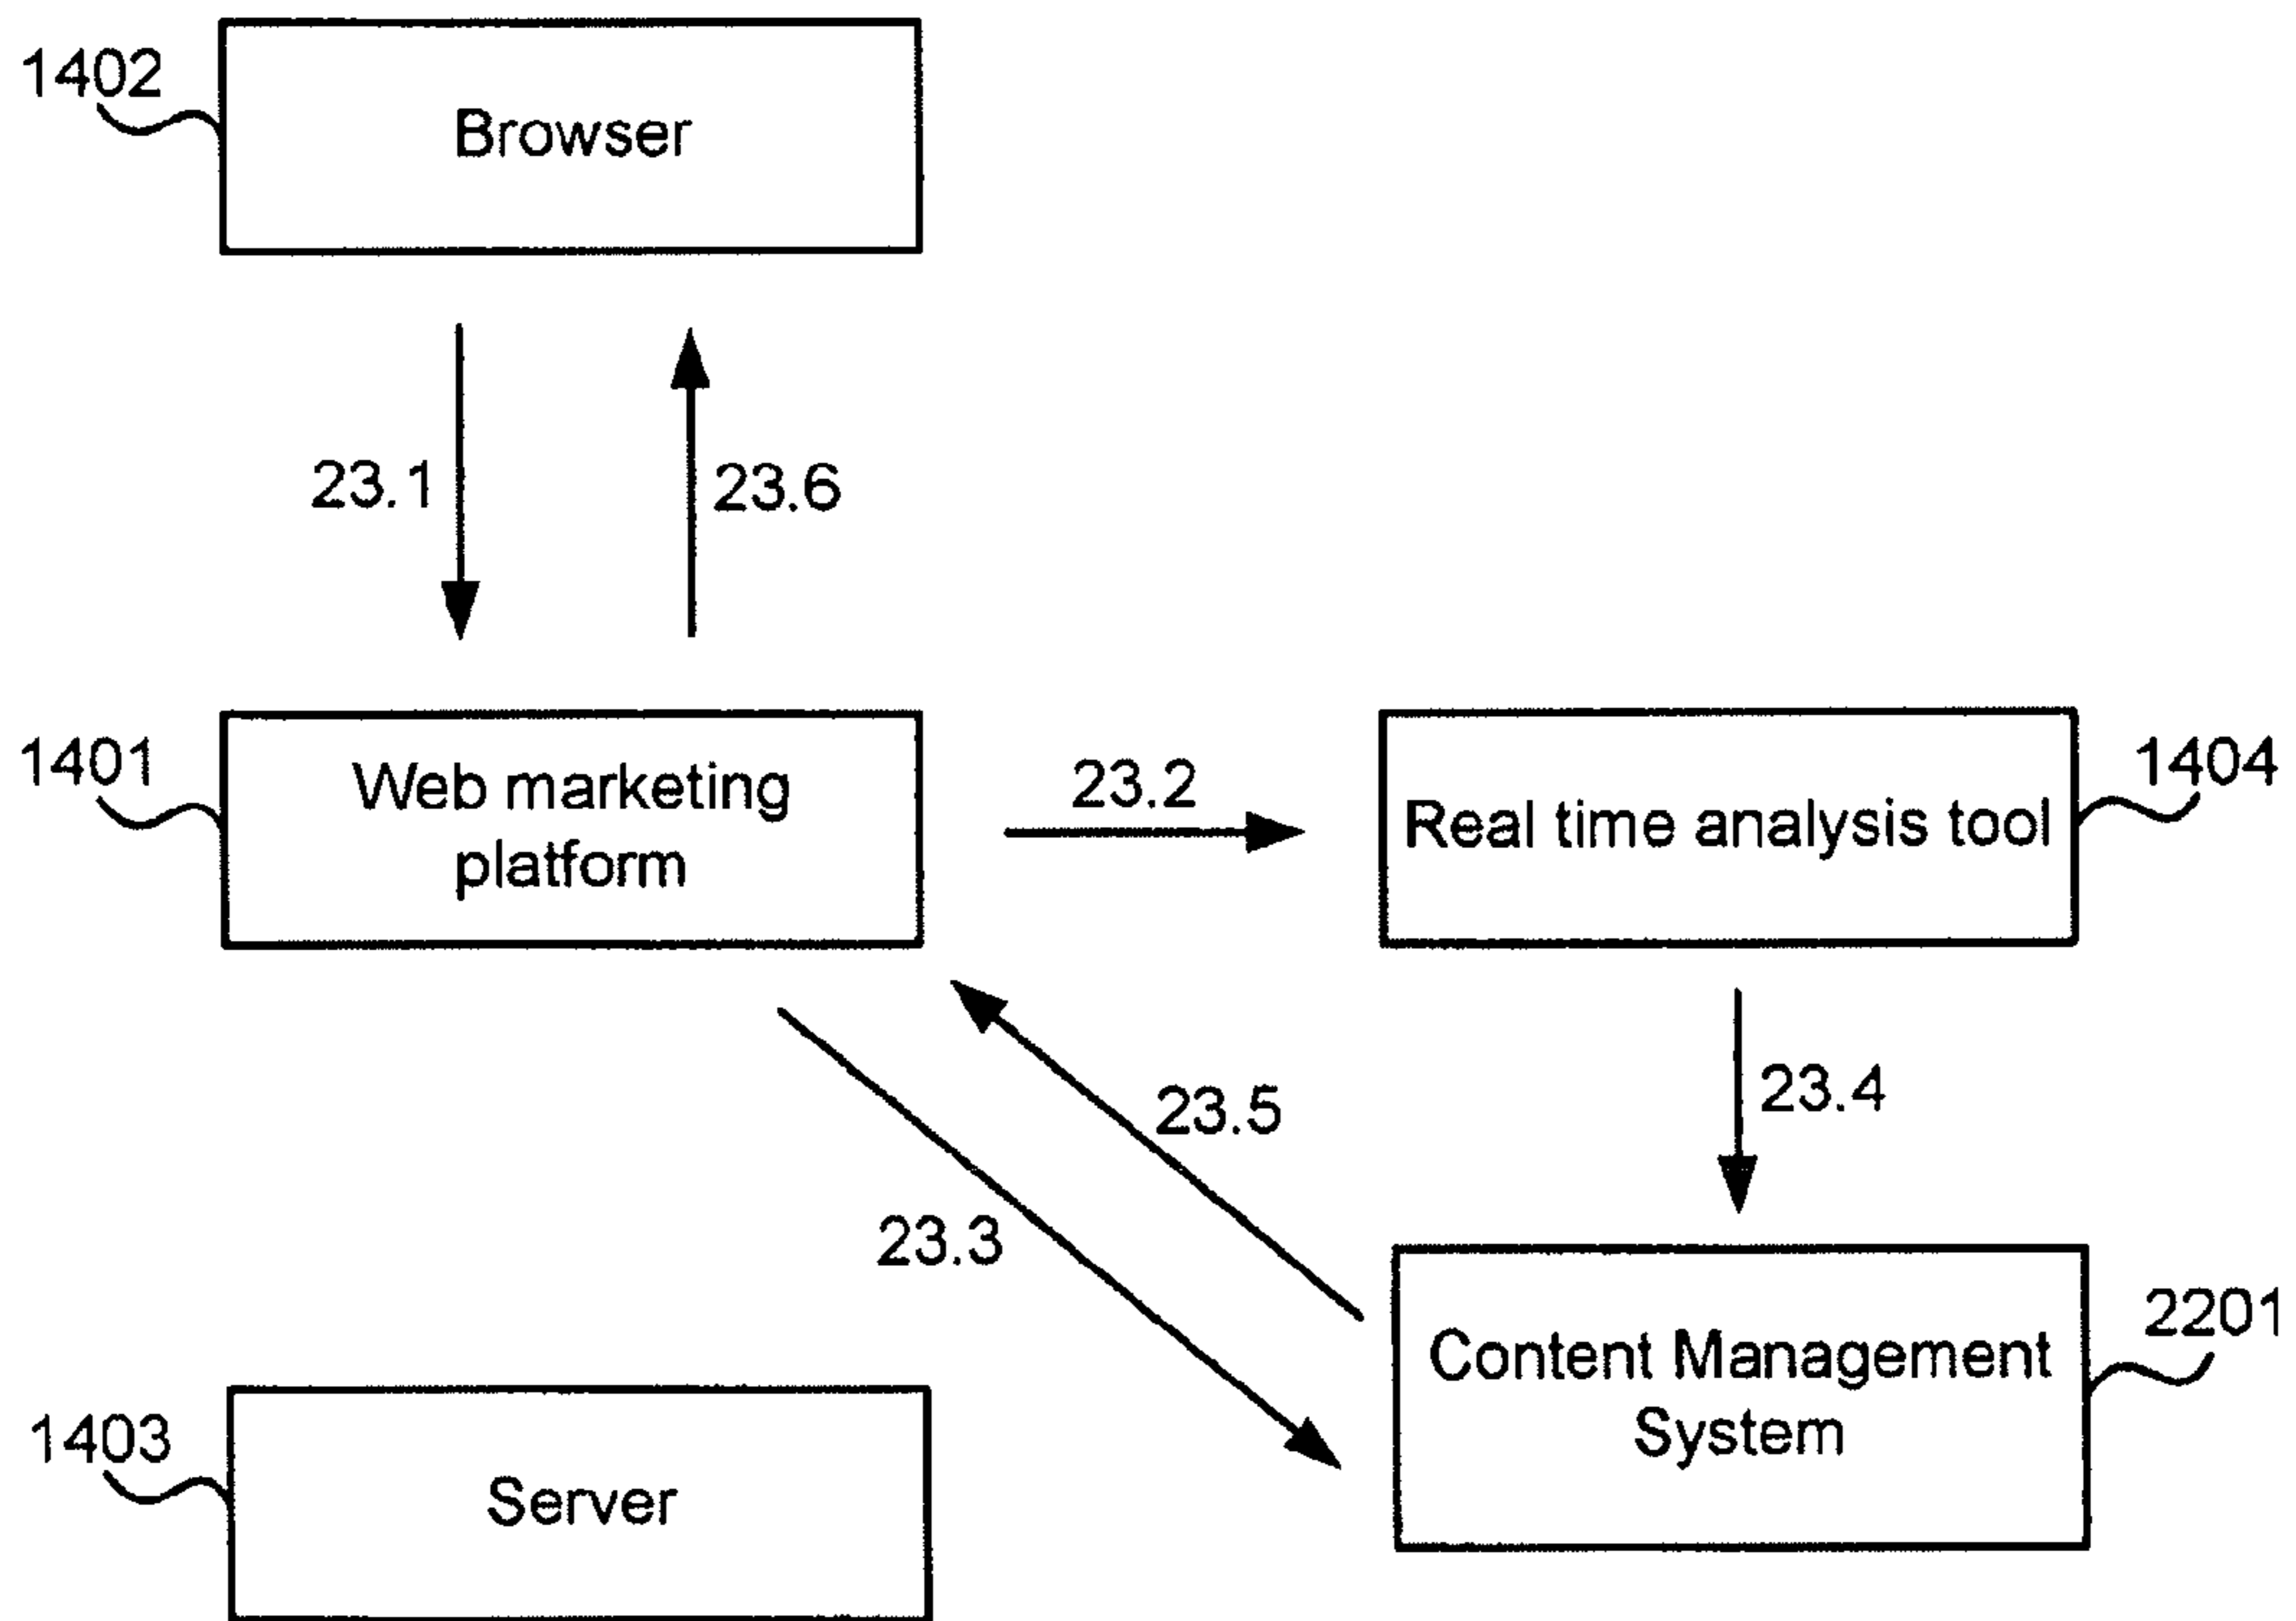 1402
Browser
23.1
23.6
1401
Web marketing
platform
23.2
Real time analysis tool
1404
23.5
23.4
23.3
2201
Content Management
System
1403
Server